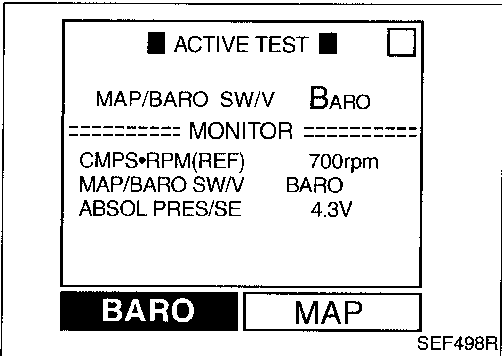 ■ ACTIVE TEST ■
MAP/BARO SW/V BARO
========= MONITOR =========
CMPS•RPM(REF) 700rpm
MAP/BARO SW/V BARO
ABSOL PRES/SE 4.3V
BARO MAP
SEF498R